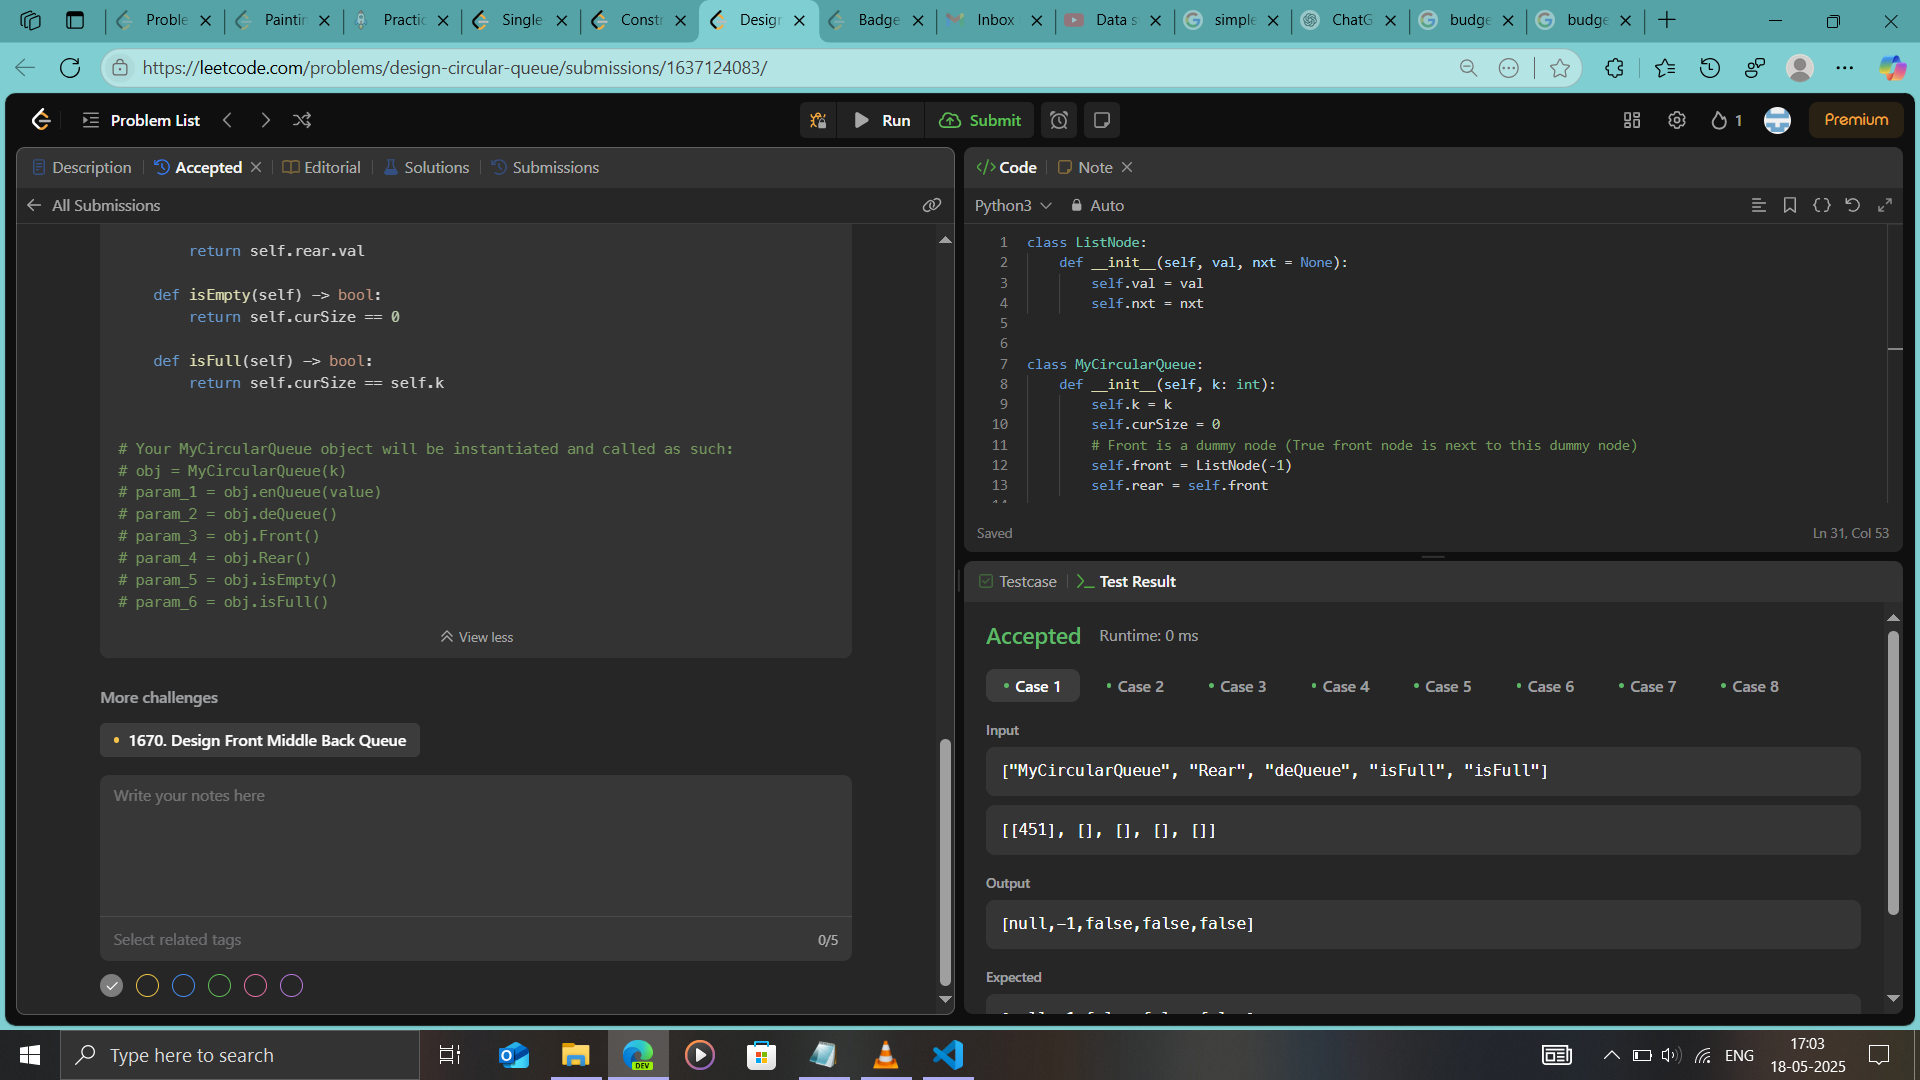 Proble
Paintin
Practic
Single
Constr
Design
Badge
Inbox
Data s
simple
ChatG
budge
budge
https://leetcode.com/problems/design-circular-queue/submissions/1637124083/
Problem List
Run
Submit
1
Premium
Description
Accepted
Editorial
Solutions
Submissions
All Submissions
return self.rear.val
def isEmpty(self) -> bool:
return self.curSize == 0
def isFull(self) -> bool:
return self.curSize == self.k
# Your MyCircularQueue object will be instantiated and called as such:
# obj = MyCircularQueue(k)
# param_1 = obj.enQueue(value)
# param_2 = obj.deQueue()
# param_3 = obj.Front()
# param_4 = obj.Rear()
# param_5 = obj.isEmpty()
# param_6 = obj.isFull()
View less
More challenges
1670. Design Front Middle Back Queue
Write your notes here
Select related tags
0/5
</> Code
Note
Python3
Auto
1 class ListNode:
2 def __init__(self, val, nxt = None):
3 self.val = val
4 self.nxt = nxt
5
6
7 class MyCircularQueue:
8 def __init__(self, k: int):
9 self.k = k
10 self.curSize = 0
11 # Front is a dummy node (True front node is next to this dummy node)
12 self.front = ListNode(-1)
13 self.rear = self.front
Saved
Ln 31, Col 53
Testcase
Test Result
Accepted
Runtime: 0 ms
Case 1
Case 2
Case 3
Case 4
Case 5
Case 6
Case 7
Case 8
Input
["MyCircularQueue", "Rear", "deQueue", "isFull", "isFull"]
[[451], [], [], [], []]
Output
[null,-1,false,false,false]
Expected
Type here to search
DEV
ENG
17:03
18-05-2025